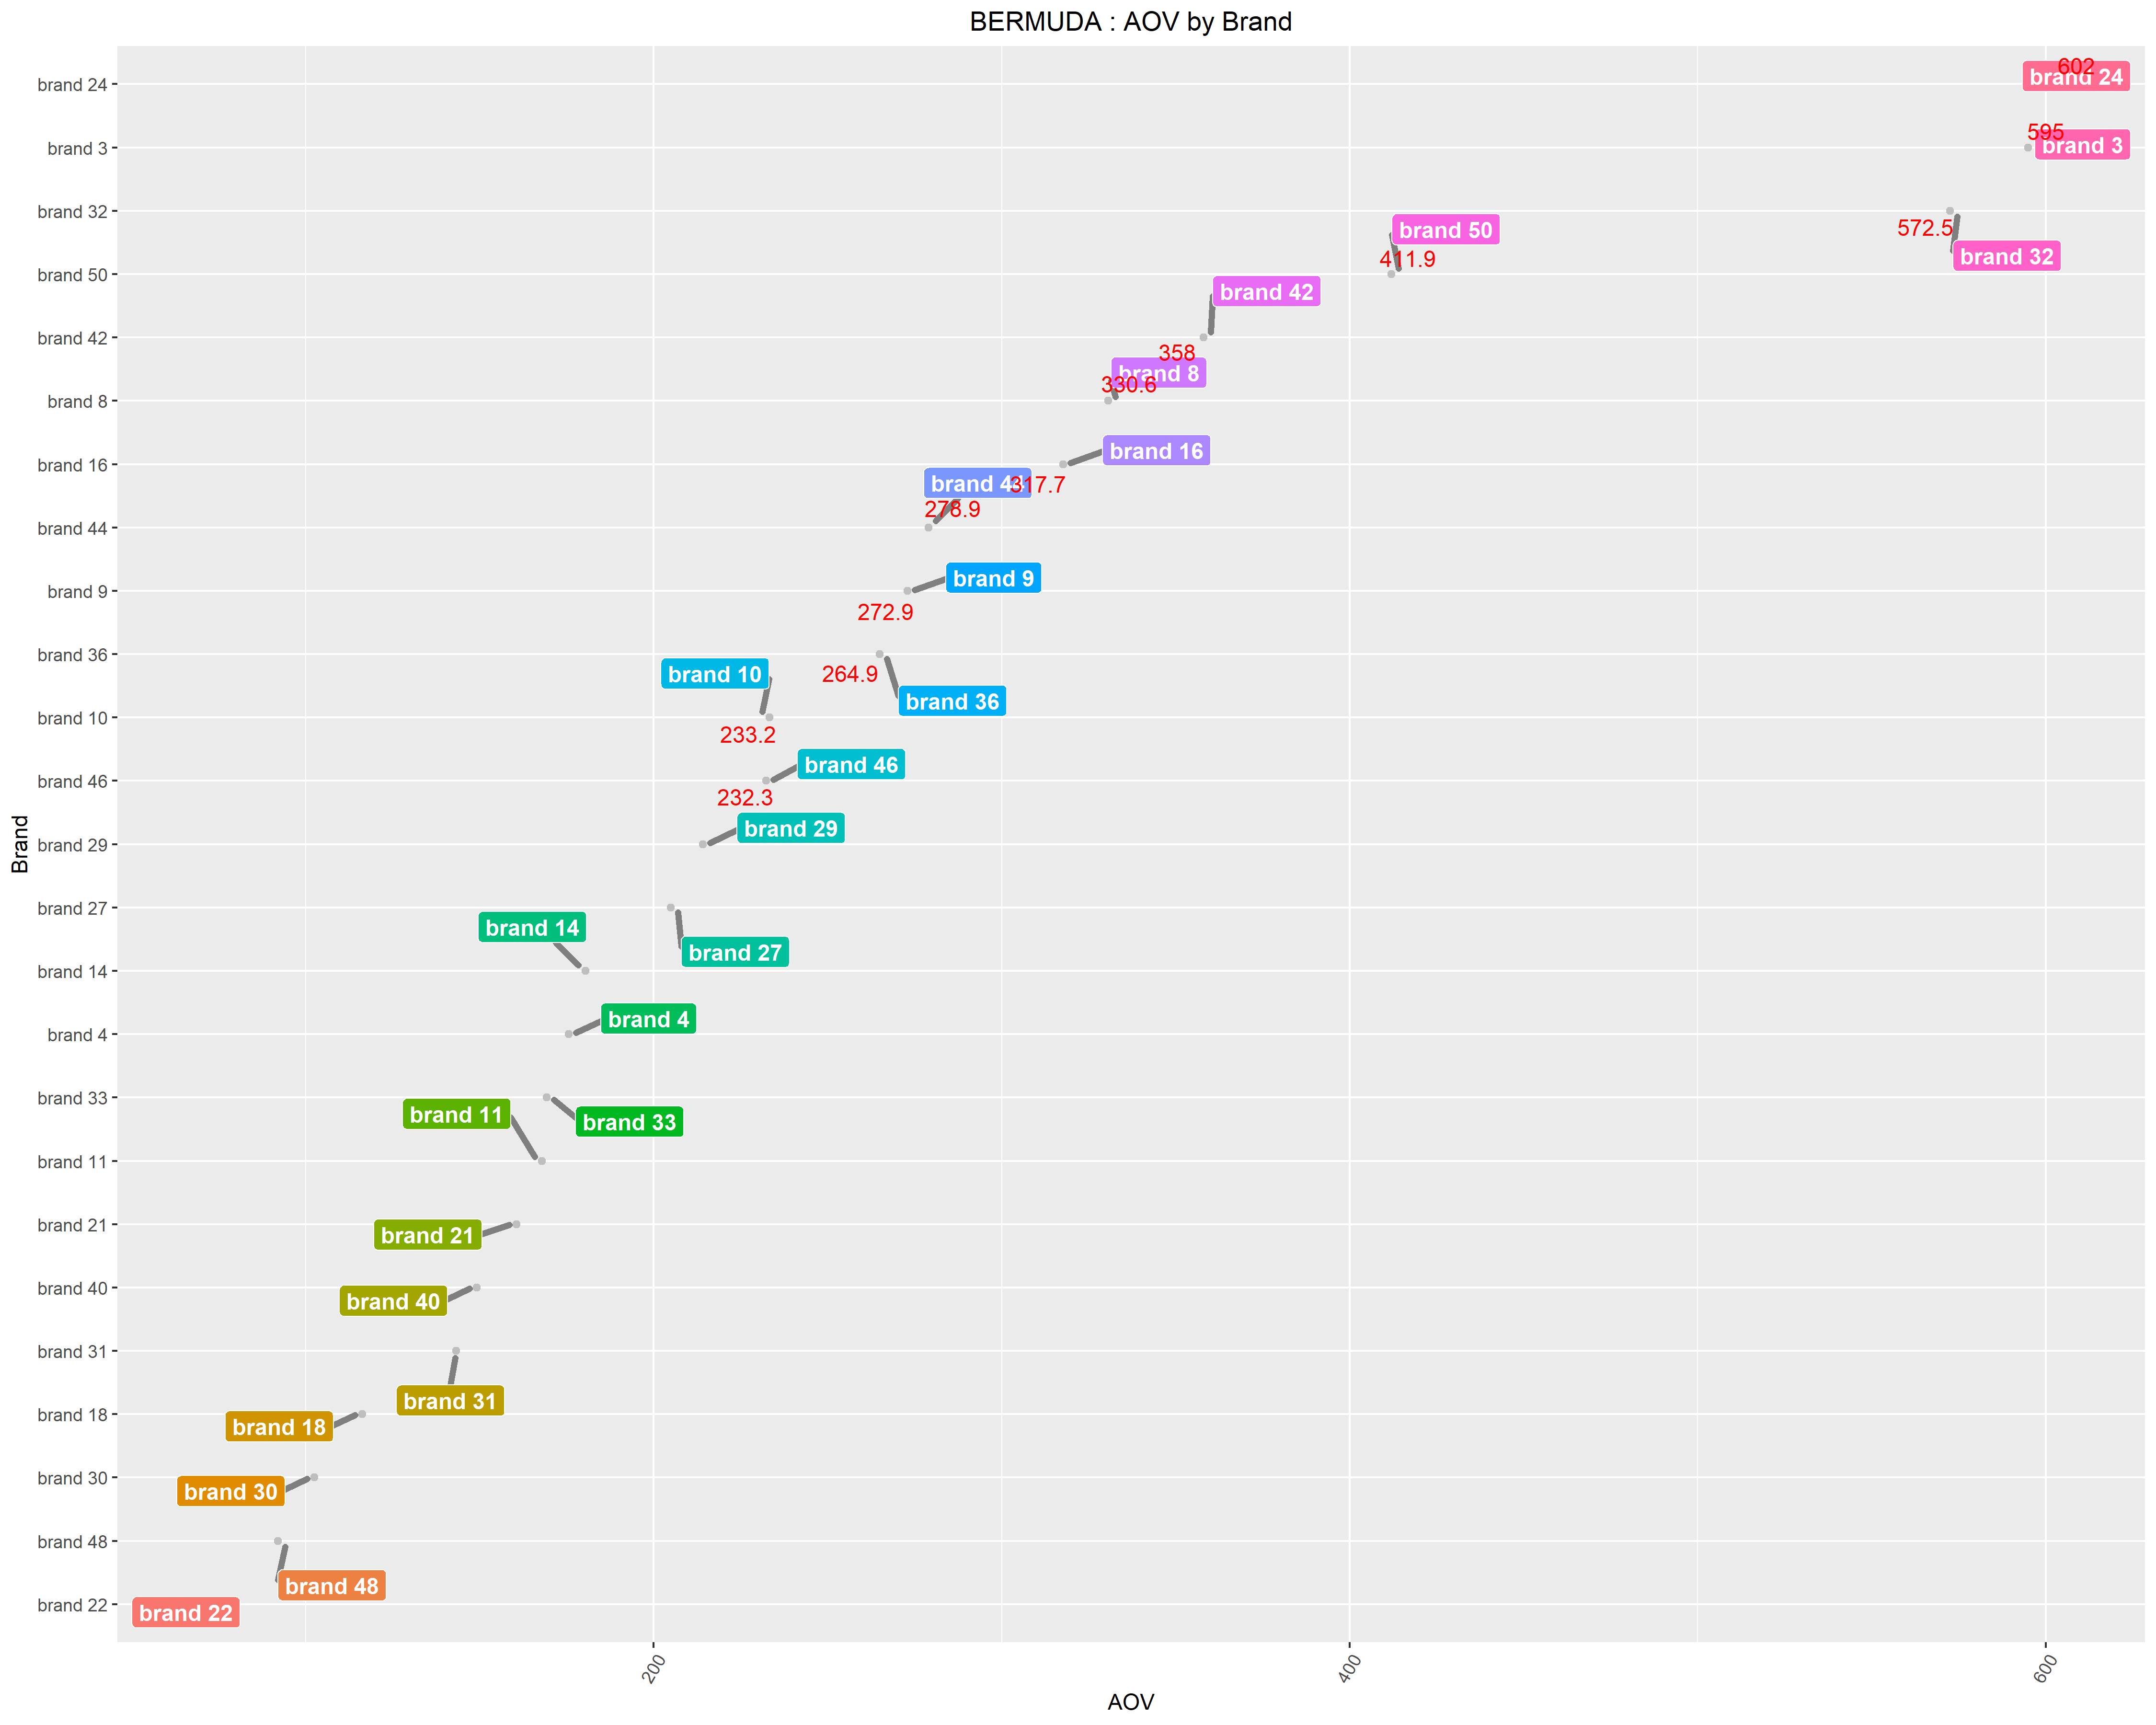 BERMUDA : AOV by Brand
Brand
brand 24
brand 3
brand 32
brand 50
brand 42
brand 8
brand 16
brand 44
brand 9
brand 36
brand 10
brand 46
brand 29
brand 27
brand 14
brand 4
brand 33
brand 11
brand 21
brand 40
brand 31
brand 18
brand 30
brand 48
brand 22
602
brand 24
595
brand 3
brand 50
572.5
411.9
brand 32
brand 42
358
brand 8
330.6
brand 16
brand 44
317.7
278.9
brand 9
272.9
brand 10
264.9
brand 36
233.2
brand 46
232.3
brand 29
brand 14
brand 27
brand 4
brand 11
brand 33
brand 21
brand 40
brand 31
brand 18
brand 30
brand 48
brand 22
200
400
600
AOV